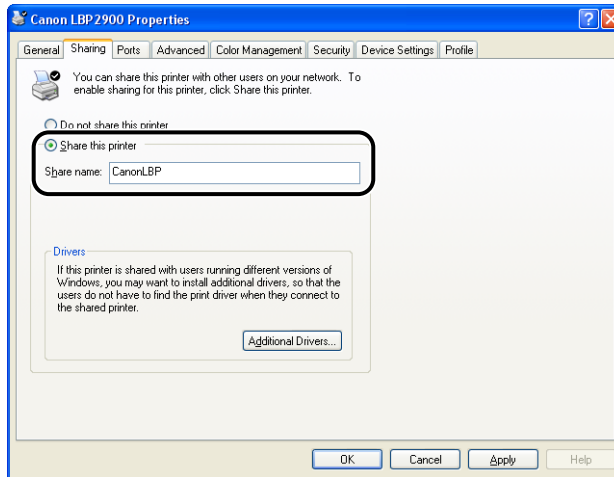 Canon LBP2900 Properties
General Sharing Ports Advanced Color Management Security Device Settings Profile
You can share this printer with other users on your network. To
enable sharing for this printer, click Share this printer.
Do not share this printer
Share this printer
Share name: CanonLBP
Drivers
If this printer is shared with users running different versions of
Windows, you may want to install additional drivers, so that the
users do not have to find the print driver when they connect to
the shared printer.
Additional Drivers...
OK Cancel Apply Help